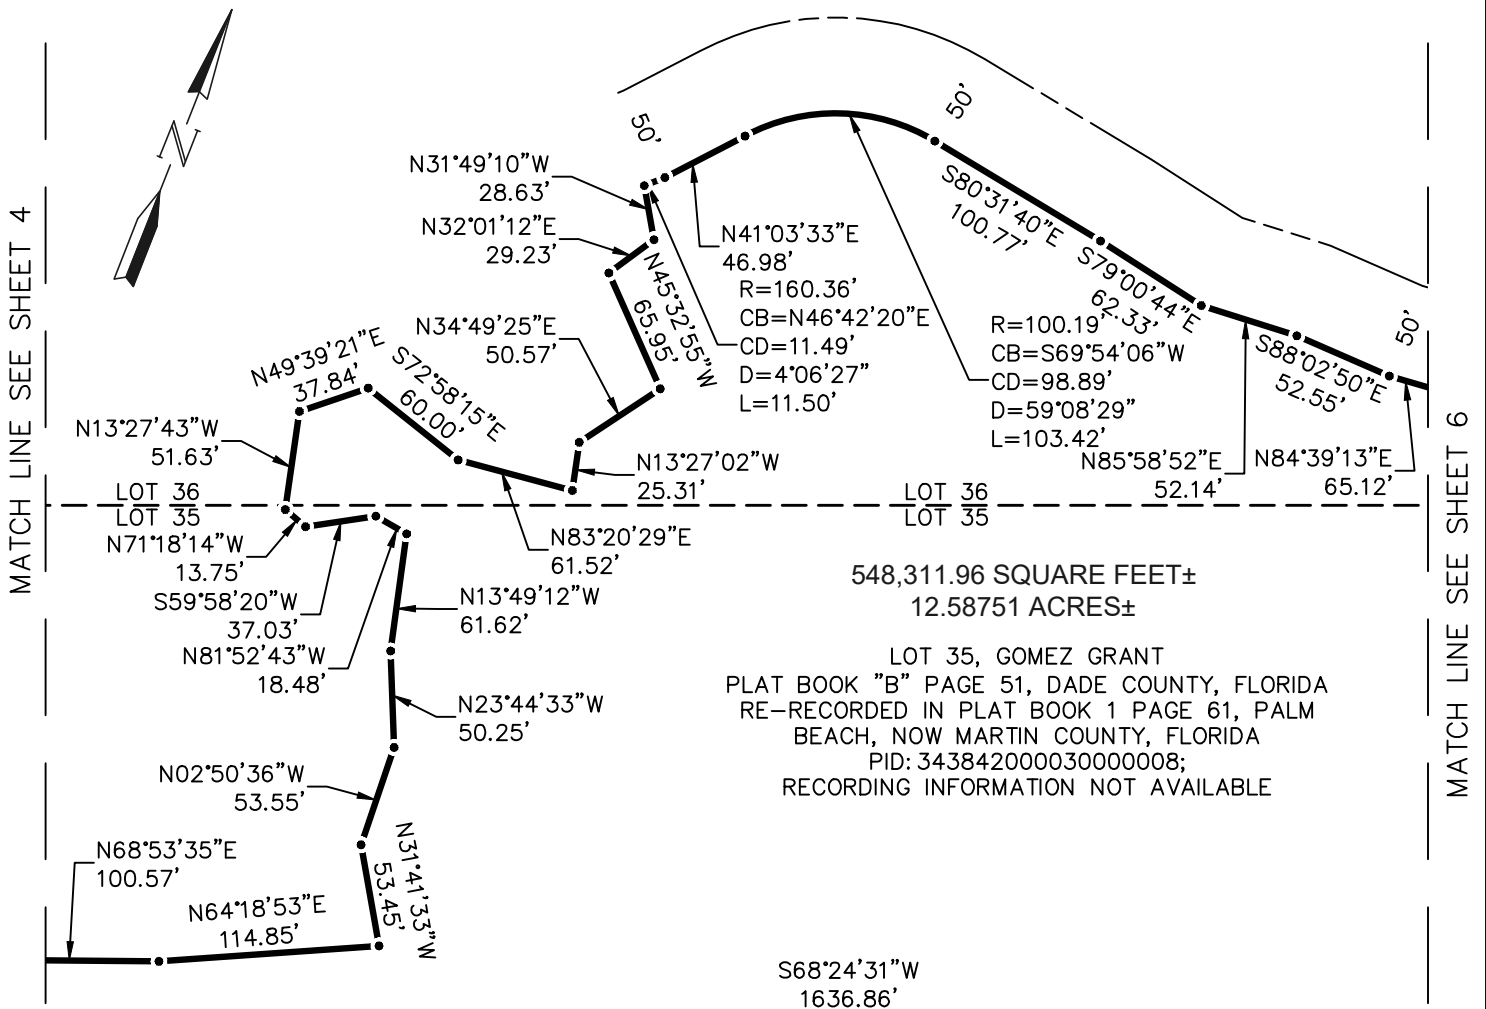 MATCH LINE SEE SHEET 4
N
50'
50'
50'
N31°49'10"W
28.63'
N32°01'12"E
29.23'
N45°32'55"W
65.95'
N34°49'25"E
50.57'
N41°03'33"E
46.98'
R=160.36'
CB=N46°42'20"E
CD=11.49'
D=4°06'27"
L=11.50'
S80°31'40"E
100.77'
S79°00'44"E
62.33'
R=100.19'
CB=S69°54'06"W
CD=98.89'
D=59°08'29"
L=103.42'
S88°02'50"E
52.55'
N85°58'52"E
52.14'
N84°39'13"E
65.12'
N49°39'21"E
37.84'
S72°58'15"E
60.00'
N13°27'43"W
51.63'
N13°27'02"W
25.31'
LOT 36
LOT 35
LOT 36
LOT 35
N71°18'14"W
13.75'
S59°58'20"W
37.03'
N81°52'43"W
18.48'
N83°20'29"E
61.52'
N13°49'12"W
61.62'
N23°44'33"W
50.25'
N02°50'36"W
53.55'
N31°41'33"W
53.45'
N68°53'35"E
100.57'
N64°18'53"E
114.85'
548,311.96 SQUARE FEET±
12.58751 ACRES±
LOT 35, GOMEZ GRANT
PLAT BOOK "B" PAGE 51, DADE COUNTY, FLORIDA
RE-RECORDED IN PLAT BOOK 1 PAGE 61, PALM
BEACH, NOW MARTIN COUNTY, FLORIDA
PID: 343842000030000008;
RECORDING INFORMATION NOT AVAILABLE
S68°24'31"W
1636.86'
MATCH LINE SEE SHEET 6